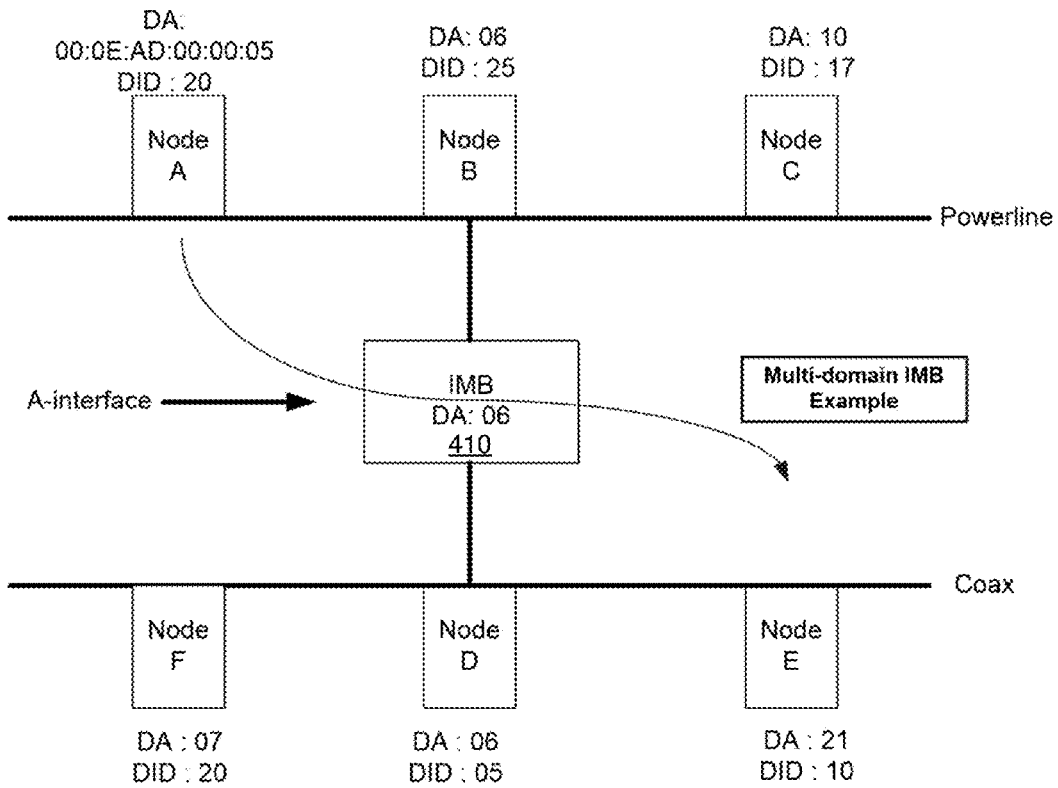 DA:
00:0E:AD:00:00:05
DID : 20
DA: 06
DID : 25
DA: 10
DID : 17
Node
A
Node
B
Node
C
Powerline
A-interface
IMB
DA: 06
410
Multi-domain IMB
Example
Coax
Node
F
Node
D
Node
E
DA : 07
DID : 20
DA : 06
DID : 05
DA : 21
DID : 10